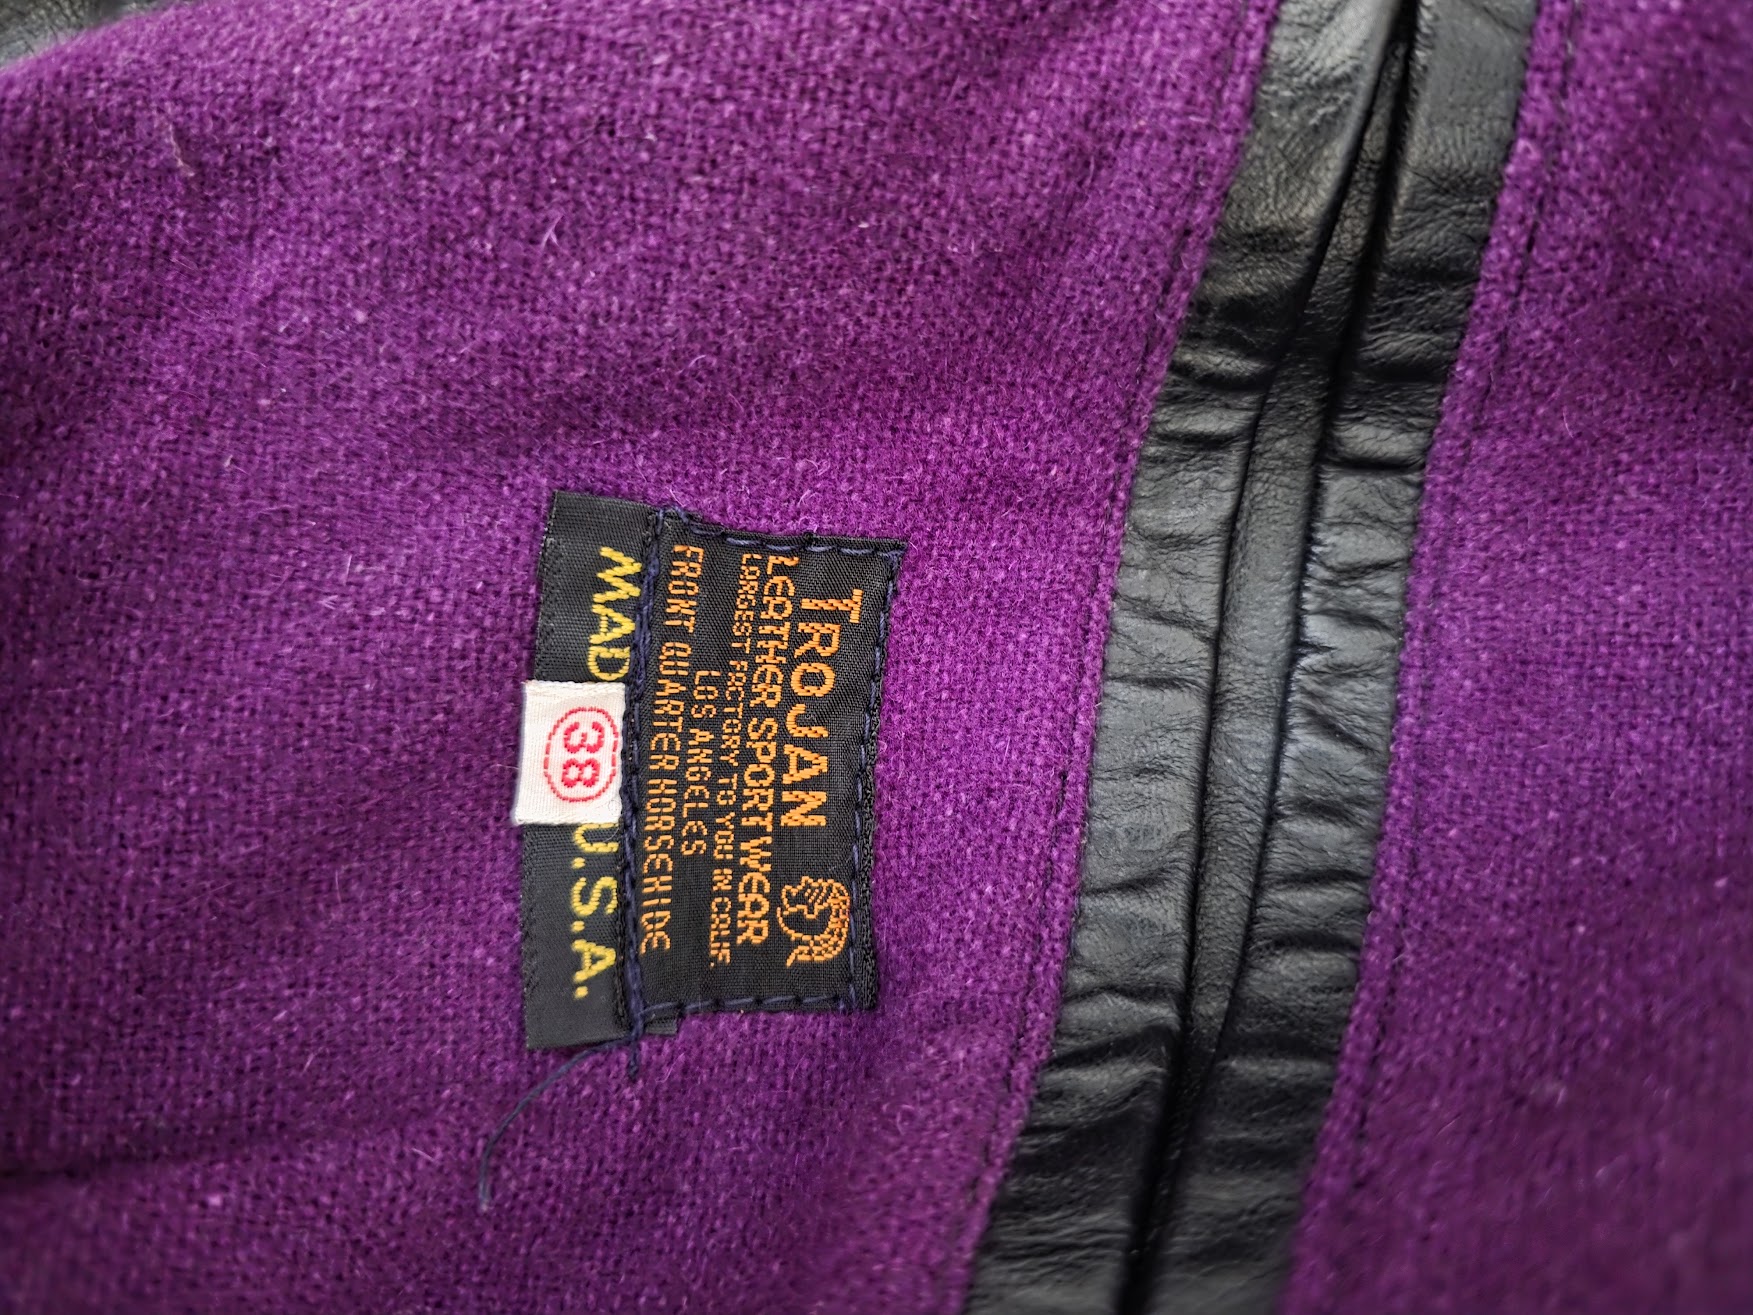 TROJAN
LEATHER SPORTWEAR
LARGEST FACTORY TO YOU IN CALIF.
LOS ANGELES
FRONT QUARTER HORSEHIDE
MAD
U.S.A.
38